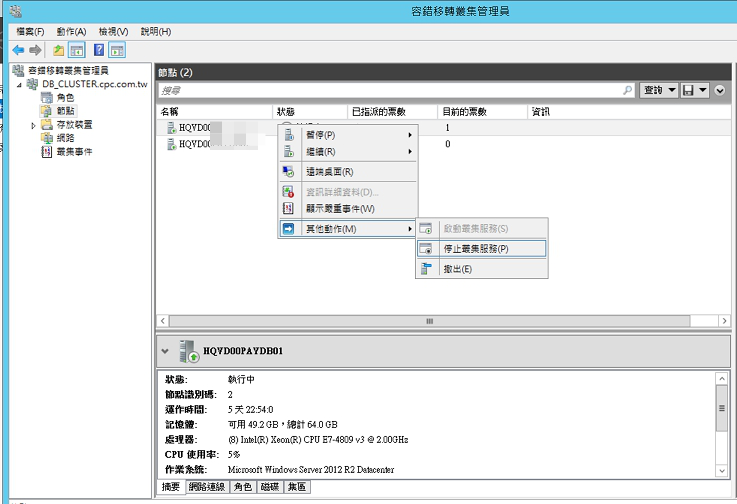 容錯移轉叢集管理員
檔案(F) 動作(A) 檢視(V) 說明(H)
容錯移轉叢集管理員
DB_CLUSTER.cpc.com.tw
角色
節點
存放裝置
網路
叢集事件
節點 (2)
搜尋
查詢
名稱 狀態 已指派的票數 目前的票數 資訊
HQVD00 1
HQVD00 0
暫停(P)
繼續(R)
遠端桌面(R)
資訊詳細資料(D)...
顯示嚴重事件(W)
其他動作(M)
啟動叢集服務(S)
停止叢集服務(P)
撤出(E)
HQVD00PAYDB01
狀態: 執行中
節點識別碼: 2
運作時間: 5 天 22:54:0
記憶體: 可用 49.2 GB，總計 64.0 GB
處理器: (8) Intel(R) Xeon(R) CPU E7-4809 v3 @ 2.00GHz
CPU 使用率: 5%
作業系統: Microsoft Windows Server 2012 R2 Datacenter
摘要 網路連線 角色 磁碟 集區